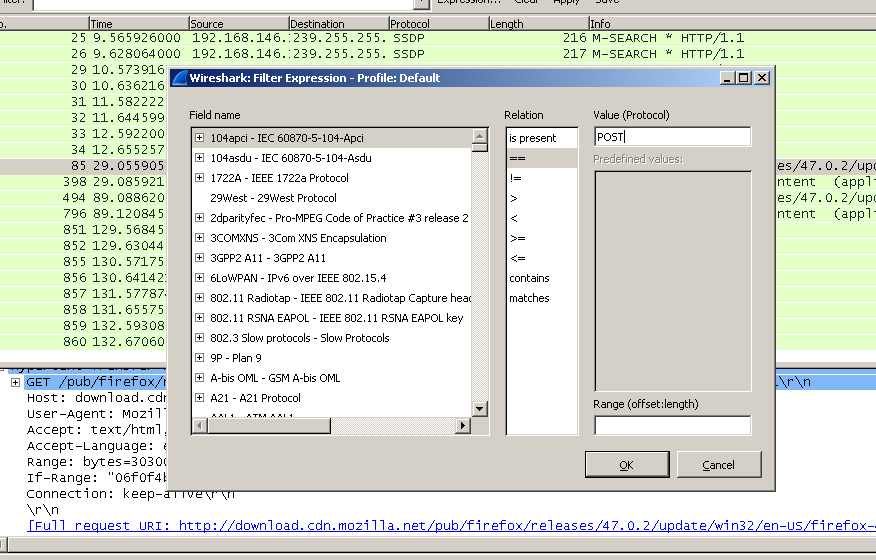 Expression... Clear Apply Save
Time Source Destination Protocol Length Info
25 9.565926000 192.168.146. 239.255.255. SSDP 216 M-SEARCH * HTTP/1.1
26 9.628064000 192.168.146. 239.255.255. SSDP 217 M-SEARCH * HTTP/1.1
29 10.573916
30 10.636216
31 11.582222
32 11.644599
33 12.592200
34 12.655257
85 29.055905 es/47.0.2/upd
398 29.085921 ntent (appli
494 89.088620 es/47.0.2/upd
796 89.120845 ntent (appli
851 129.56845
852 129.63044
855 130.57175
856 130.64142
857 131.57787
858 131.65575
859 132.59308
860 132.67060
Wireshark: Filter Expression - Profile: Default
Field name
104apci - IEC 60870-5-104-Apci
104asdu - IEC 60870-5-104-Asdu
1722A - IEEE 1722a Protocol
29West - 29West Protocol
2dparityfec - Pro-MPEG Code of Practice #3 release 2
3COMXNS - 3Com XNS Encapsulation
3GPP2 A11 - 3GPP2 A11
6LoWPAN - IPv6 over IEEE 802.15.4
802.11 Radiotap - IEEE 802.11 Radiotap Capture head
802.11 RSNA EAPOL - IEEE 802.11 RSNA EAPOL key
802.3 Slow protocols - Slow Protocols
9P - Plan 9
A-bis OML - GSM A-bis OML
A21 - A21 Protocol
AAL1 - ATM AAL1
Relation
is present
==
!=
>
<
>=
<=
contains
matches
Value (Protocol)
POST
Predefined values:
Range (offset:length)
OK Cancel
GET /pub/firefox/ \r\n
Host: download.cdn
User-Agent: Mozill
Accept: text/html,
Accept-Language: e
Range: bytes=30300
If-Range: "06f0f4b
Connection: keep-alive\r\n
\r\n
[Full request URI: http://download.cdn.mozilla.net/pub/firefox/releases/47.0.2/update/win32/en-US/firefox-